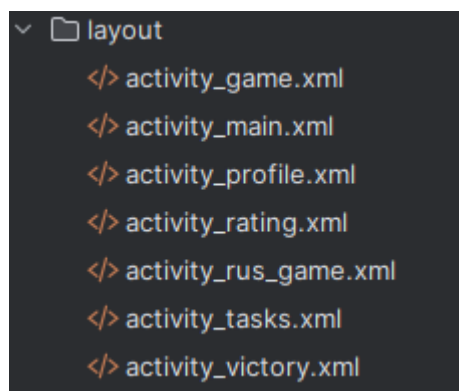 layout
</> activity_game.xml
</> activity_main.xml
</> activity_profile.xml
</> activity_rating.xml
</> activity_rus_game.xml
</> activity_tasks.xml
</> activity_victory.xml